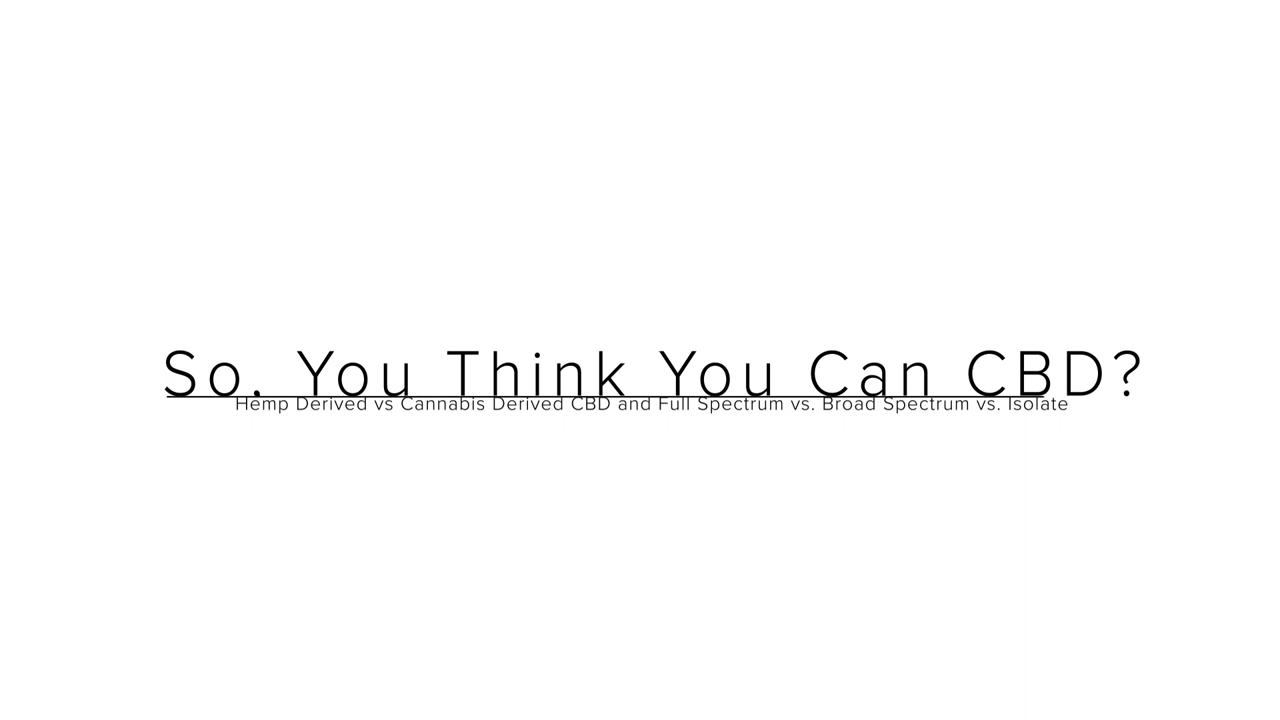 So, You Think You Can CBD?
Hemp Derived vs Cannabis Derived CBD and Full Spectrum vs. Broad Spectrum vs. Isolate